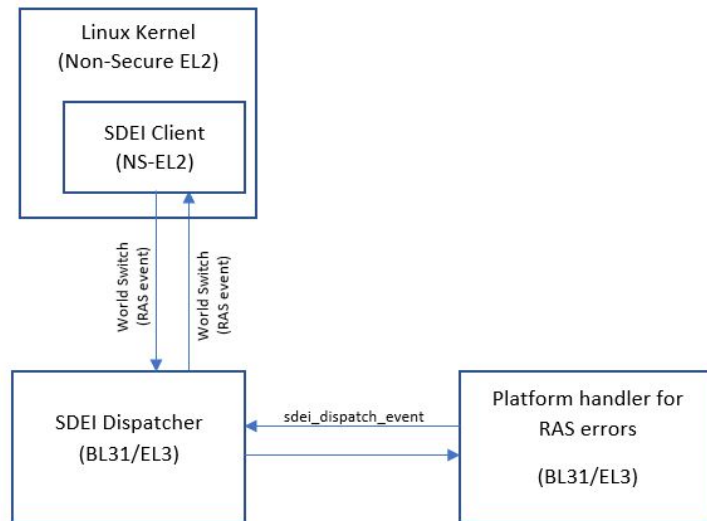 Linux Kernel
(Non-Secure EL2)
SDEI Client
(NS-EL2)
World Switch
(RAS event)
World Switch
(RAS event)
SDEI Dispatcher
(BL31/EL3)
sdei_dispatch_event
Platform handler for
RAS errors
(BL31/EL3)